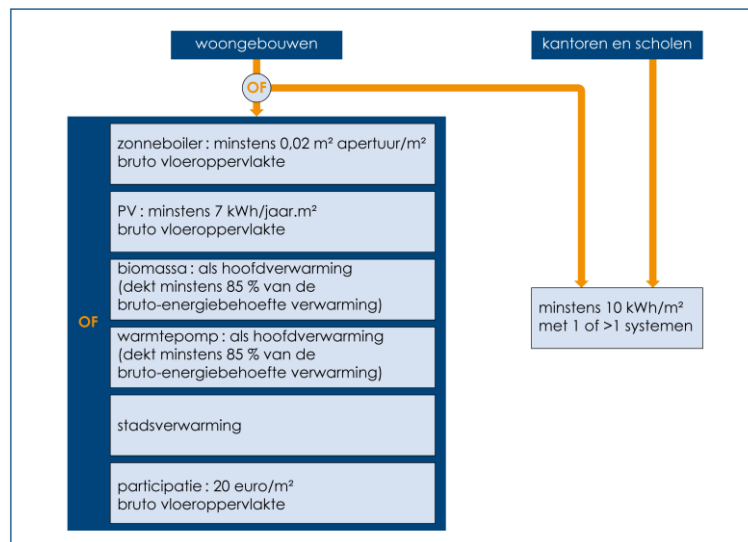 woongebouwen
kantoren en scholen
OF
zonneboiler : minstens 0,02 m² apertuur/m²
bruto vloeroppervlakte
PV : minstens 7 kWh/jaar.m²
bruto vloeroppervlakte
biomassa : als hoofdverwarming
(dekt minstens 85 % van de
bruto-energiebehoefte verwarming)
OF
warmtepomp : als hoofdverwarming
(dekt minstens 85 % van de
bruto-energiebehoefte verwarming)
stadsverwarming
participatie : 20 euro/m²
bruto vloeroppervlakte
minstens 10 kWh/m²
met 1 of >1 systemen